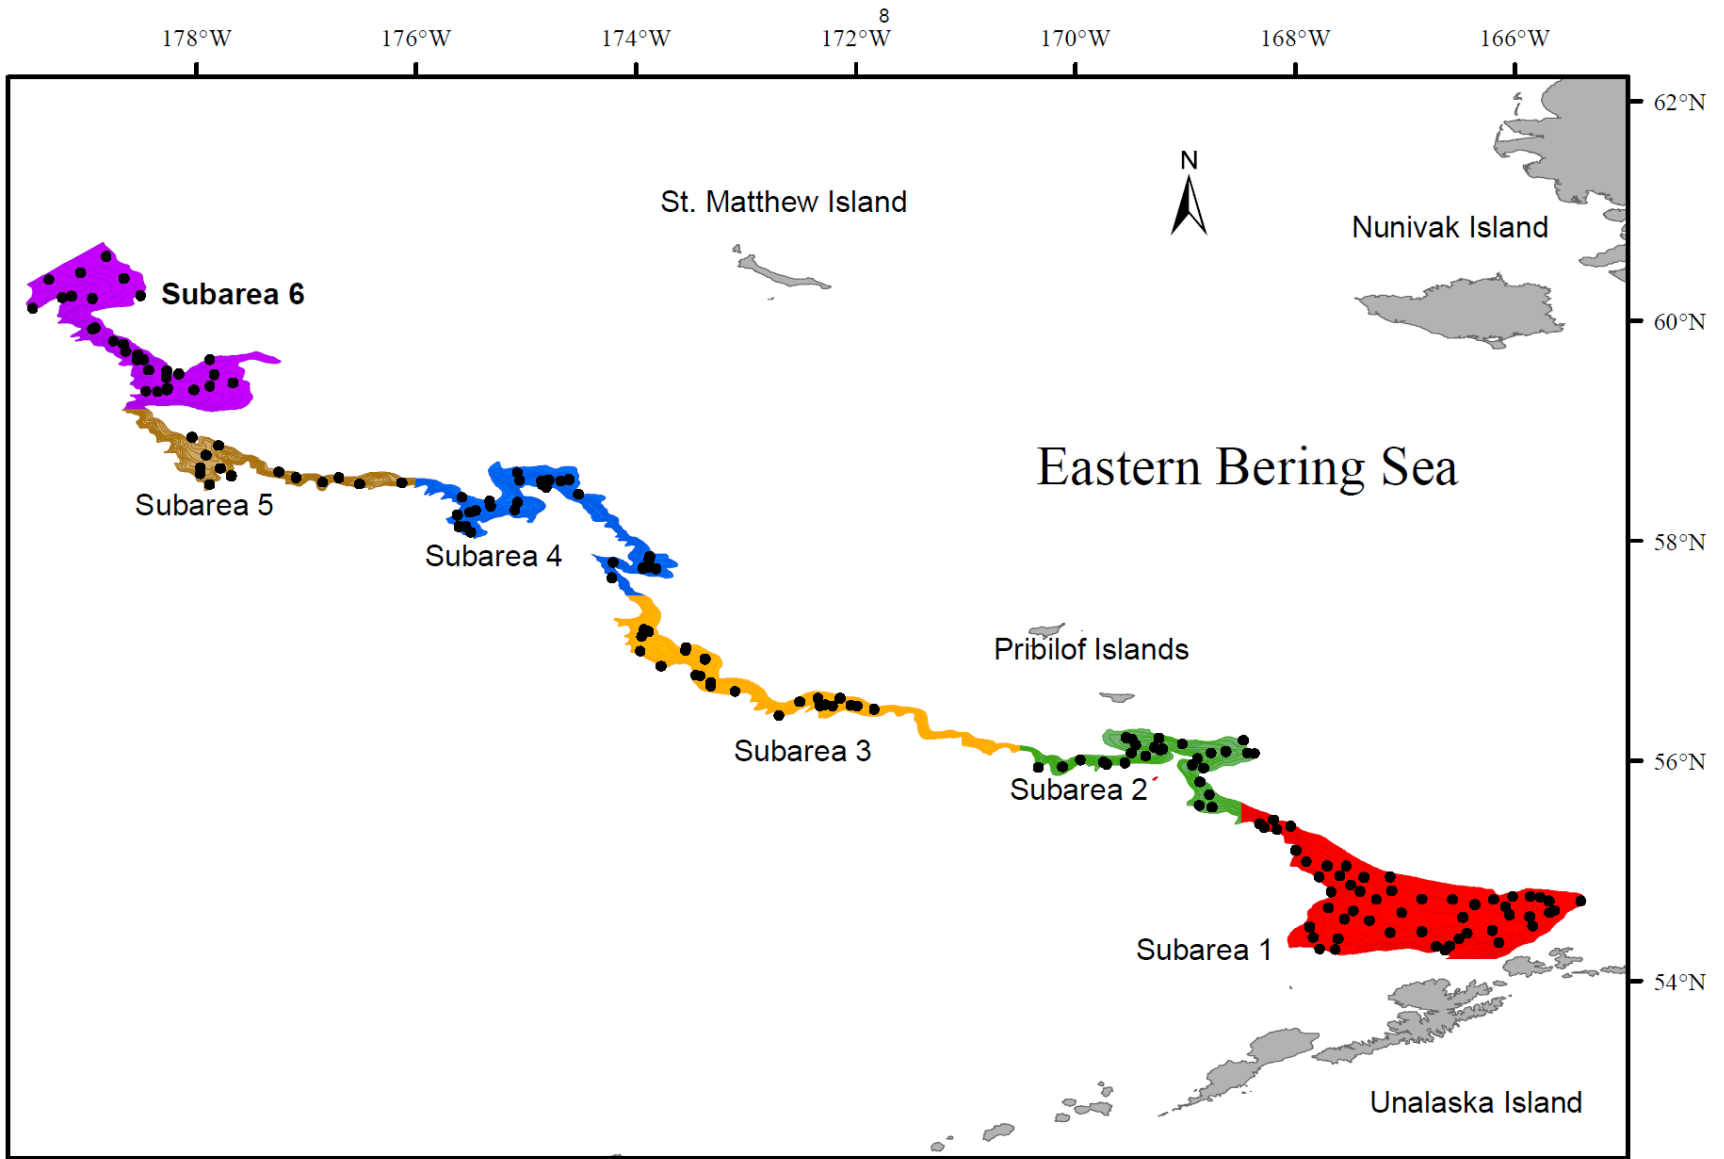 8
178°W 176°W 174°W 172°W 170°W 168°W 166°W
62°N
N
St. Matthew Island
Nunivak Island
Subarea 6
60°N
Eastern Bering Sea
Subarea 5
58°N
Subarea 4
Pribilof Islands
Subarea 3
56°N
Subarea 2
Subarea 1
54°N
Unalaska Island